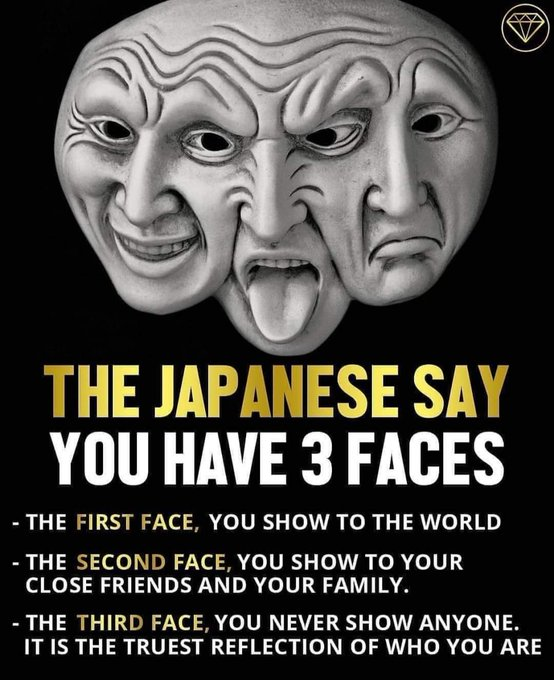 THE JAPANESE SAY
YOU HAVE 3 FACES
- THE FIRST FACE, YOU SHOW TO THE WORLD
- THE SECOND FACE, YOU SHOW TO YOUR
CLOSE FRIENDS AND YOUR FAMILY.
- THE THIRD FACE, YOU NEVER SHOW ANYONE.
IT IS THE TRUEST REFLECTION OF WHO YOU ARE